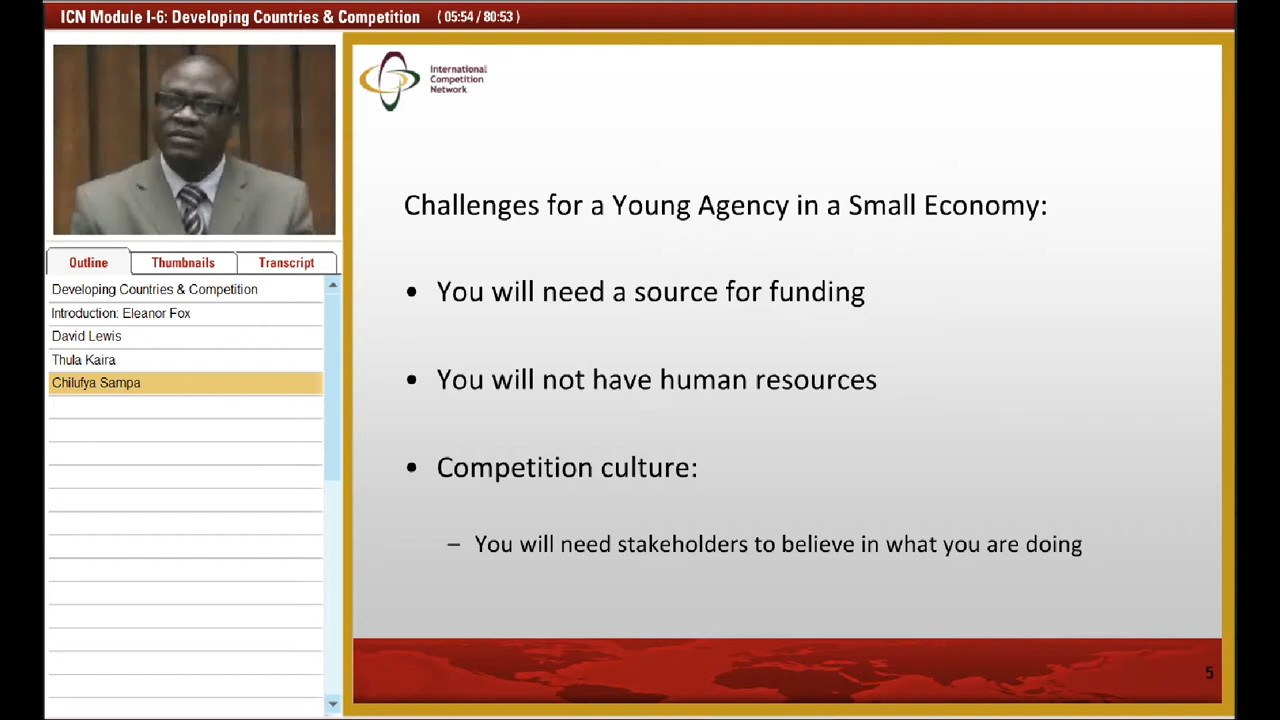 ICN Module I-6: Developing Countries & Competition ( 05:54 / 80:53 )
Outline Thumbnails Transcript
Developing Countries & Competition
Introduction: Eleanor Fox
David Lewis
Thula Kaira
Chilufya Sampa
International
Competition
Network
Challenges for a Young Agency in a Small Economy:
• You will need a source for funding
• You will not have human resources
• Competition culture:
– You will need stakeholders to believe in what you are doing
5